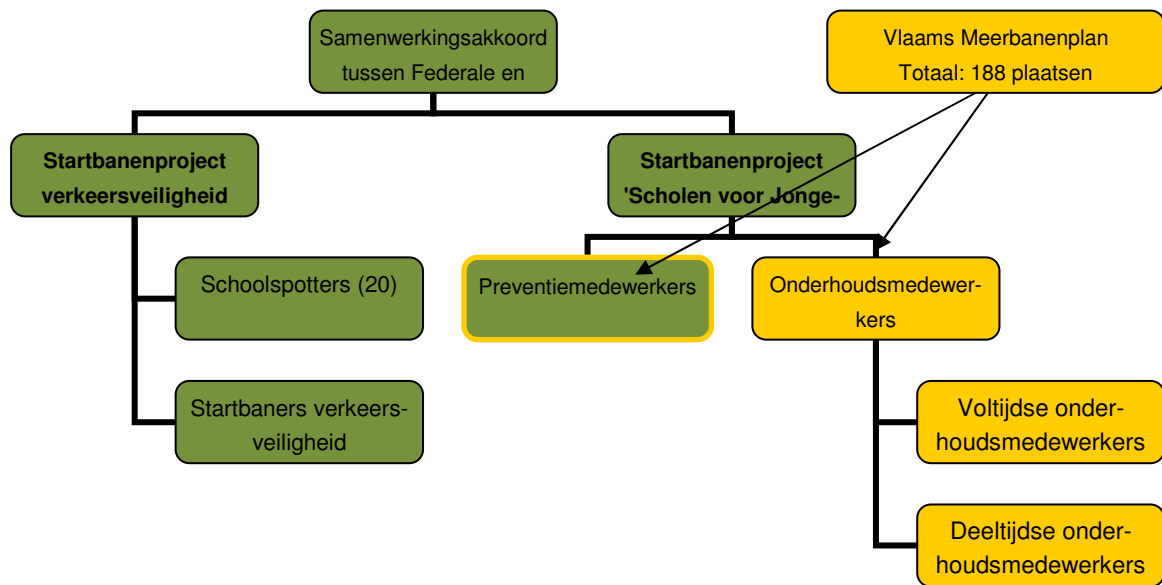 Samenwerkingsakkoord
tussen Federale en
Vlaams Meerbanenplan
Totaal: 188 plaatsen
Startbanenproject
verkeersveiligheid
Startbanenproject
'Scholen voor Jonge-
Schoolspotters (20)
Preventiemedewerkers
Onderhoudsmedewer-
kers
Startbaners verkeers-
veiligheid
Voltijdse onder-
houdsmedewerkers
Deeltijdse onder-
houdsmedewerkers